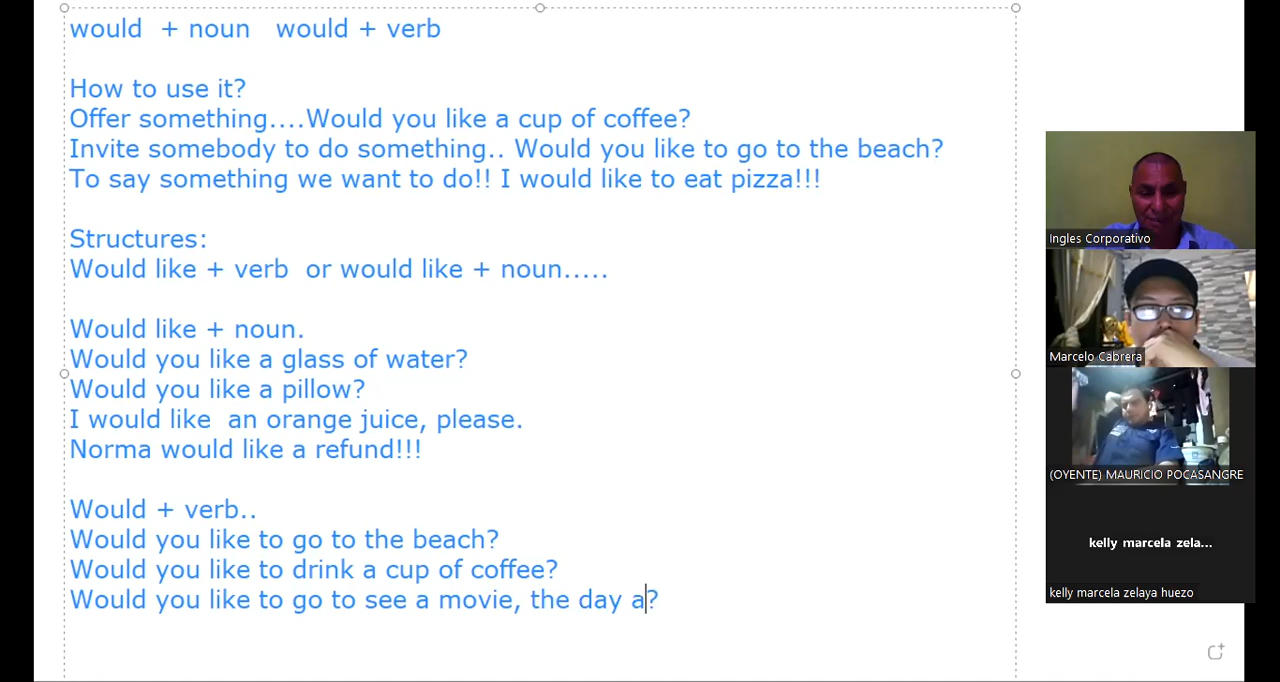 would + noun would + verb
How to use it?
Offer something....Would you like a cup of coffee?
Invite somebody to do something.. Would you like to go to the beach?
To say something we want to do!! I would like to eat pizza!!!
Structures:
Would like + verb or would like + noun.....
Would like + noun.
Would you like a glass of water?
Would you like a pillow?
I would like an orange juice, please.
Norma would like a refund!!!
Would + verb..
Would you like to go to the beach?
Would you like to drink a cup of coffee?
Would you like to go to see a movie, the day a?
Ingles Corporativo
Marcelo Cabrera
(OYENTE) MAURICIO POCASANGRE
kelly marcela zela...
kelly marcela zelaya huezo